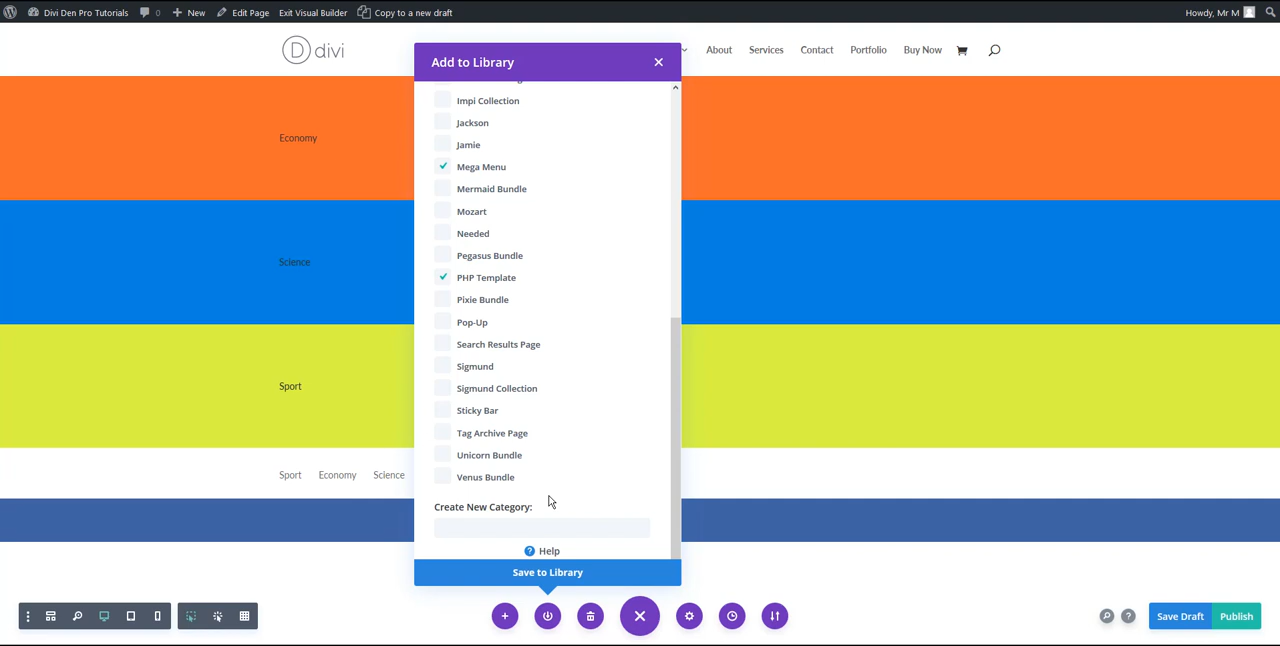 Divi Den Pro Tutorials 0 New Edit Page Exit Visual Builder Copy to a new draft Howdy, Mr M
D divi About Services Contact Portfolio Buy Now
Add to Library
Impi Collection
Jackson
Jamie
Mega Menu
Mermaid Bundle
Mozart
Needed
Pegasus Bundle
PHP Template
Pixie Bundle
Pop-Up
Search Results Page
Sigmund
Sigmund Collection
Sticky Bar
Tag Archive Page
Unicorn Bundle
Venus Bundle
Create New Category:
Help
Save to Library
Economy
Science
Sport
Sport Economy Science
Save Draft Publish